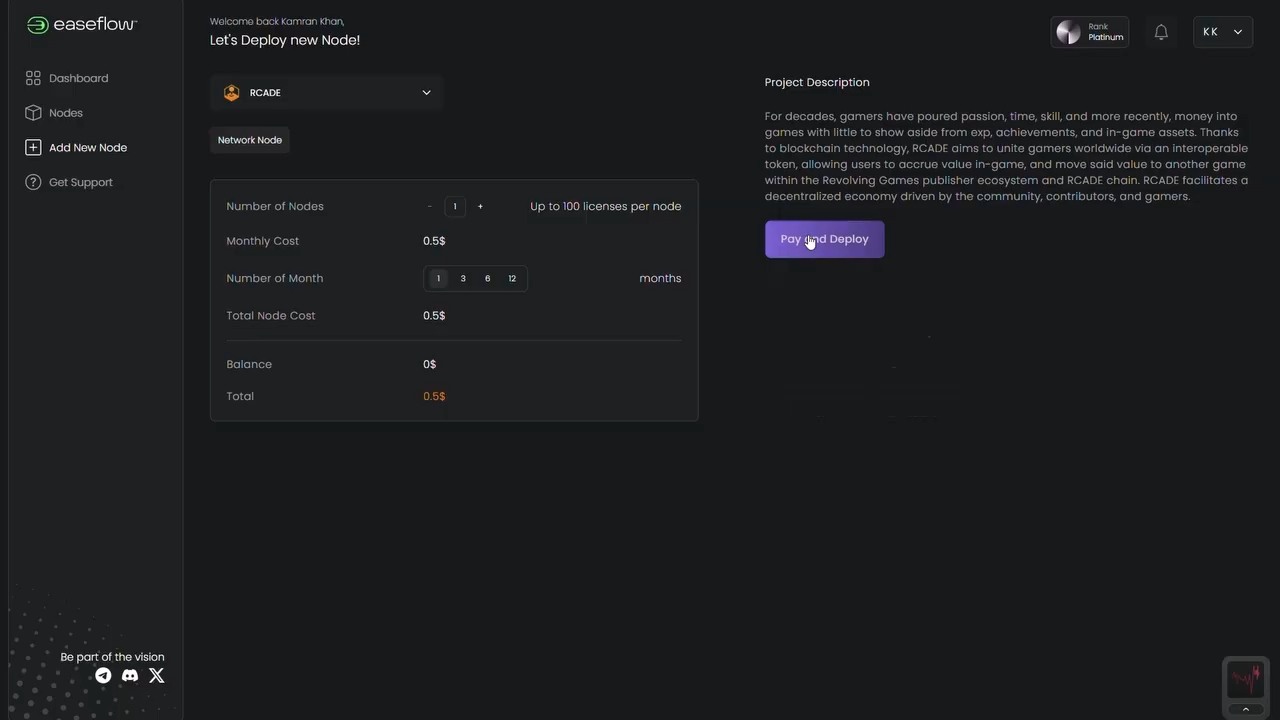 easeflow
Welcome back Kamran Khan,
Let's Deploy new Node!
Rank
Platinum
KK
Dashboard
Nodes
Add New Node
Get Support
RCADE
Network Node
Number of Nodes - 1 + Up to 100 licenses per node
Monthly Cost 0.5$
Number of Month 1 3 6 12 months
Total Node Cost 0.5$
Balance 0$
Total 0.5$
Project Description
For decades, gamers have poured passion, time, skill, and more recently, money into
games with little to show aside from exp, achievements, and in-game assets. Thanks
to blockchain technology, RCADE aims to unite gamers worldwide via an interoperable
token, allowing users to accrue value in-game, and move said value to another game
within the Revolving Games publisher ecosystem and RCADE chain. RCADE facilitates a
decentralized economy driven by the community, contributors, and gamers.
Pay and Deploy
Be part of the vision